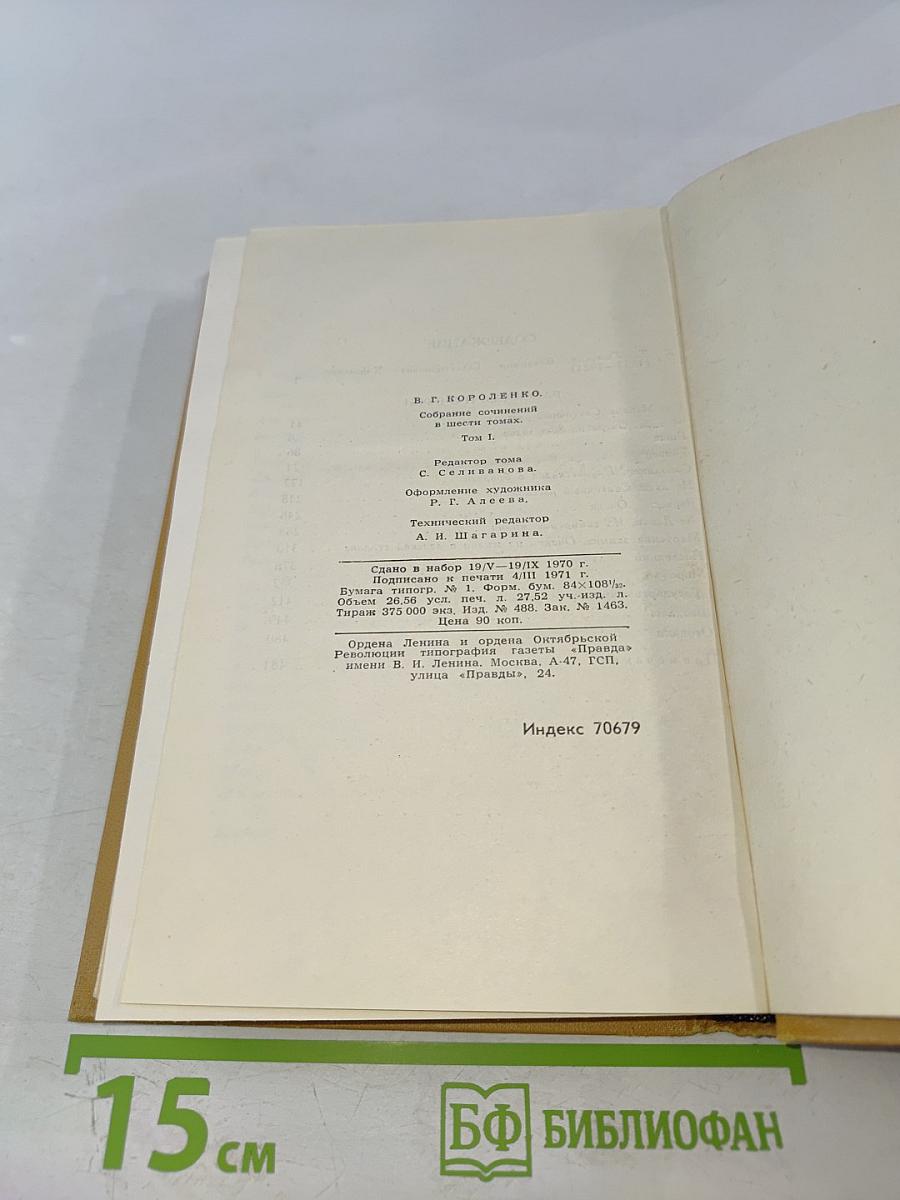 В. Г. КОРОЛЕНКО.
Собрание сочинений
в шести томах.
Том I.
Редактор тома
С. Селиванова.
Оформление художника
Р. Г. Алеева.
Технический редактор
А. И. Шагарина.
Сдано в набор 19/V—19/IX 1970 г.
Подписано к печати 4/III 1971 г.
Бумага типогр. № 1. Форм. бум. 84×108¹/₃₂.
Объем 26,56 усл. печ. л. 27,52 уч.-изд. л.
Тираж 375 000 экз. Изд. № 488. Зак. № 1463.
Цена 90 коп.
Ордена Ленина и ордена Октябрьской
Революции типография газеты «Правда»
имени В. И. Ленина. Москва, А-47, ГСП,
улица «Правды», 24.
Индекс 70679
15 см
БФ БИБЛИОФАН